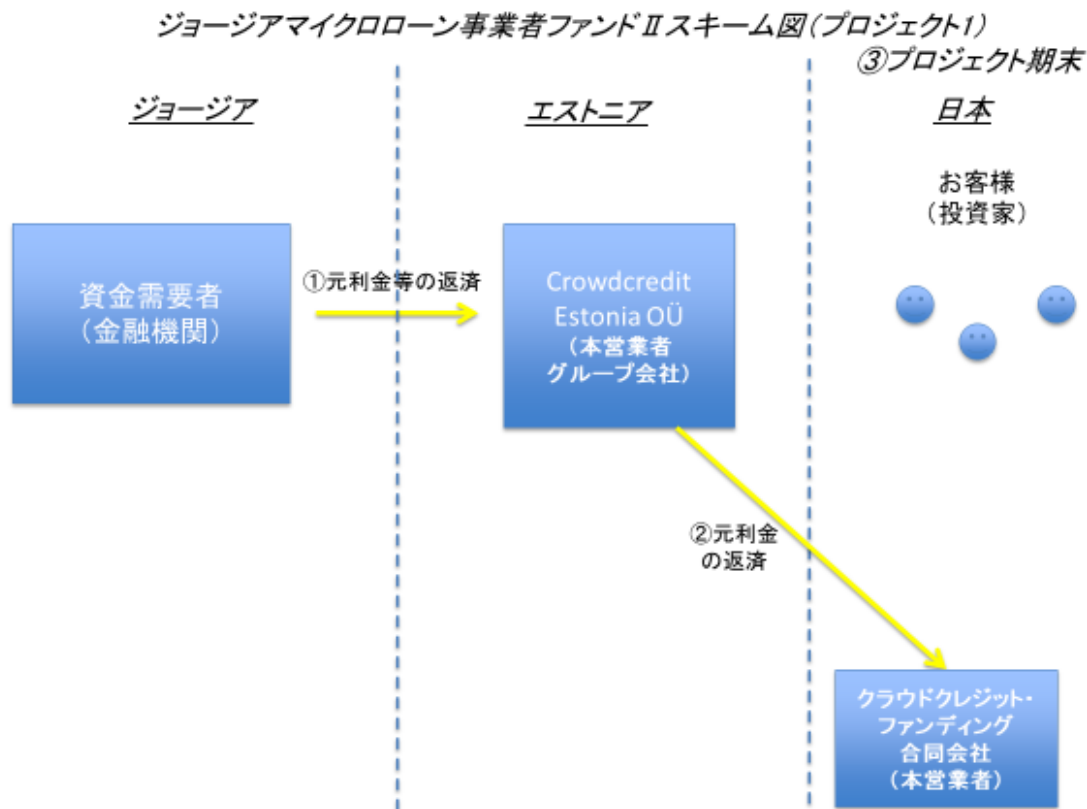 ジョージアマイクロローン事業者ファンドⅡスキーム図(プロジェクト1)
③プロジェクト期末
ジョージア
エストニア
日本
お客様
（投資家）
資金需要者
（金融機関）
①元利金等の返済
Crowdcredit
Estonia OÜ
（本営業者
グループ会社）
②元利金
の返済
クラウドクレジット・
ファンディング
合同会社
（本営業者）